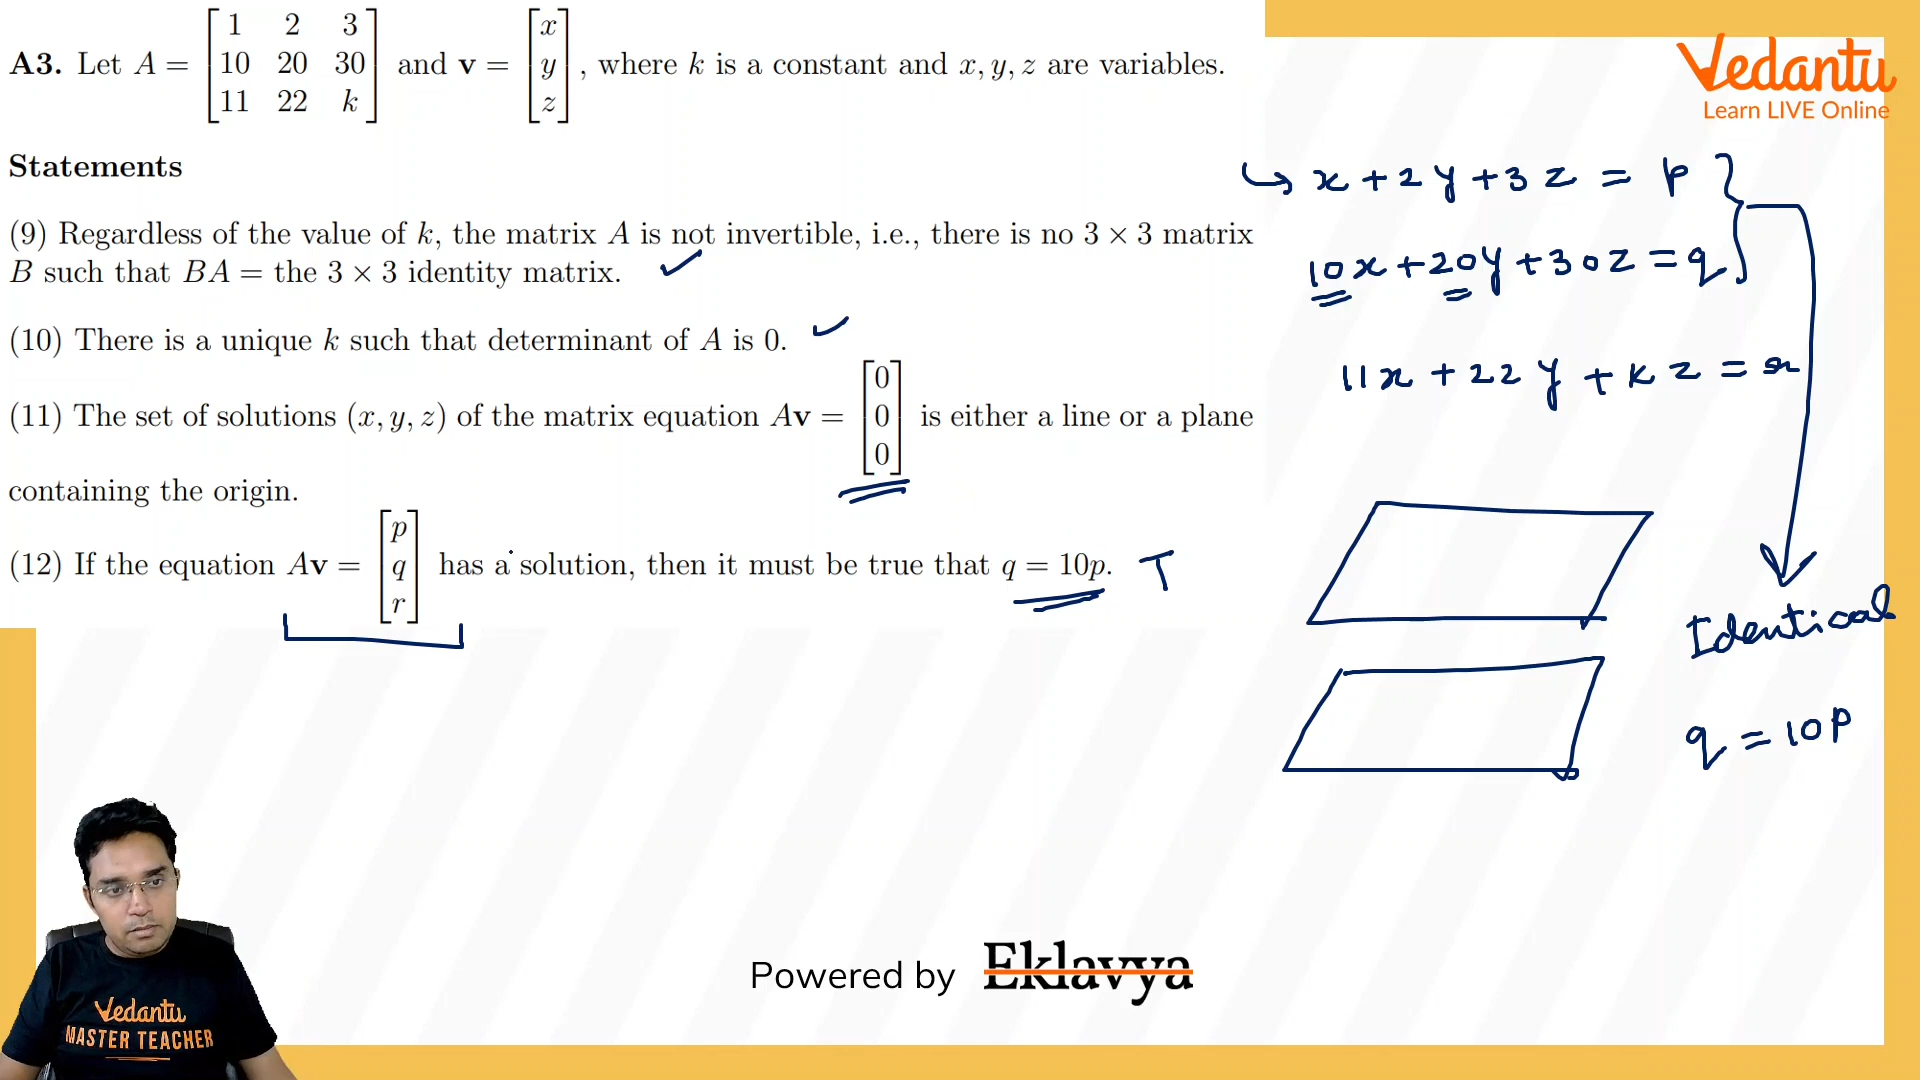 A3. Let A = [1 2 3; 10 20 30; 11 22 k] and v = [x; y; z], where k is a constant and x, y, z are variables.
Statements
(9) Regardless of the value of k, the matrix A is not invertible, i.e., there is no 3 × 3 matrix
B such that BA = the 3 × 3 identity matrix. ✓
(10) There is a unique k such that determinant of A is 0. ✓
(11) The set of solutions (x, y, z) of the matrix equation Av = [0; 0; 0] is either a line or a plane
containing the origin.
(12) If the equation Av = [p; q; r] has a solution, then it must be true that q = 10p. T
Vedantu
Learn LIVE Online
↪ x + 2y + 3z = p
10x + 20y + 30z = q
11x + 22y + kz = r
Identical
q = 10p
Vedantu
MASTER TEACHER
Powered by Eklavya